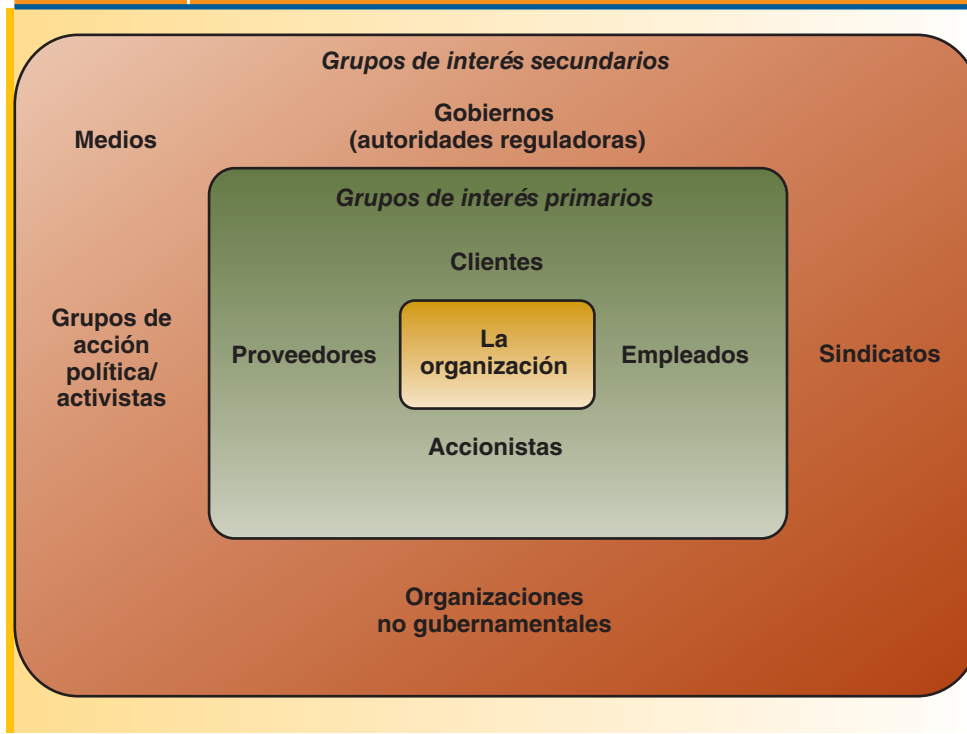 Grupos de interés secundarios
Gobiernos
(autoridades reguladoras)
Medios
Grupos de interés primarios
Clientes
Grupos de
acción
política/
activistas
Proveedores
La
organización
Empleados
Sindicatos
Accionistas
Organizaciones
no gubernamentales